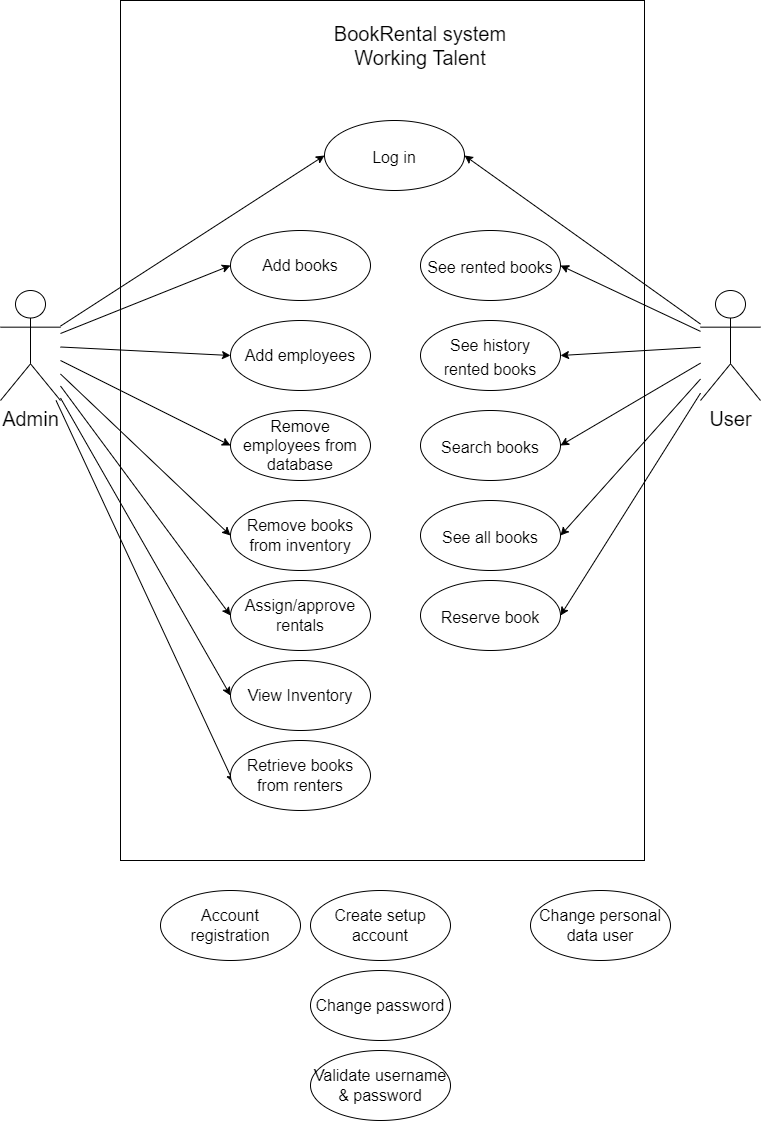 BookRental system
Working Talent
Log in
Add books
See rented books
Add employees
See history
rented books
Admin
User
Remove
employees from
database
Search books
Remove books
from inventory
See all books
Assign/approve
rentals
Reserve book
View Inventory
Retrieve books
from renters
Account
registration
Create setup
account
Change personal
data user
Change password
Validate username
& password